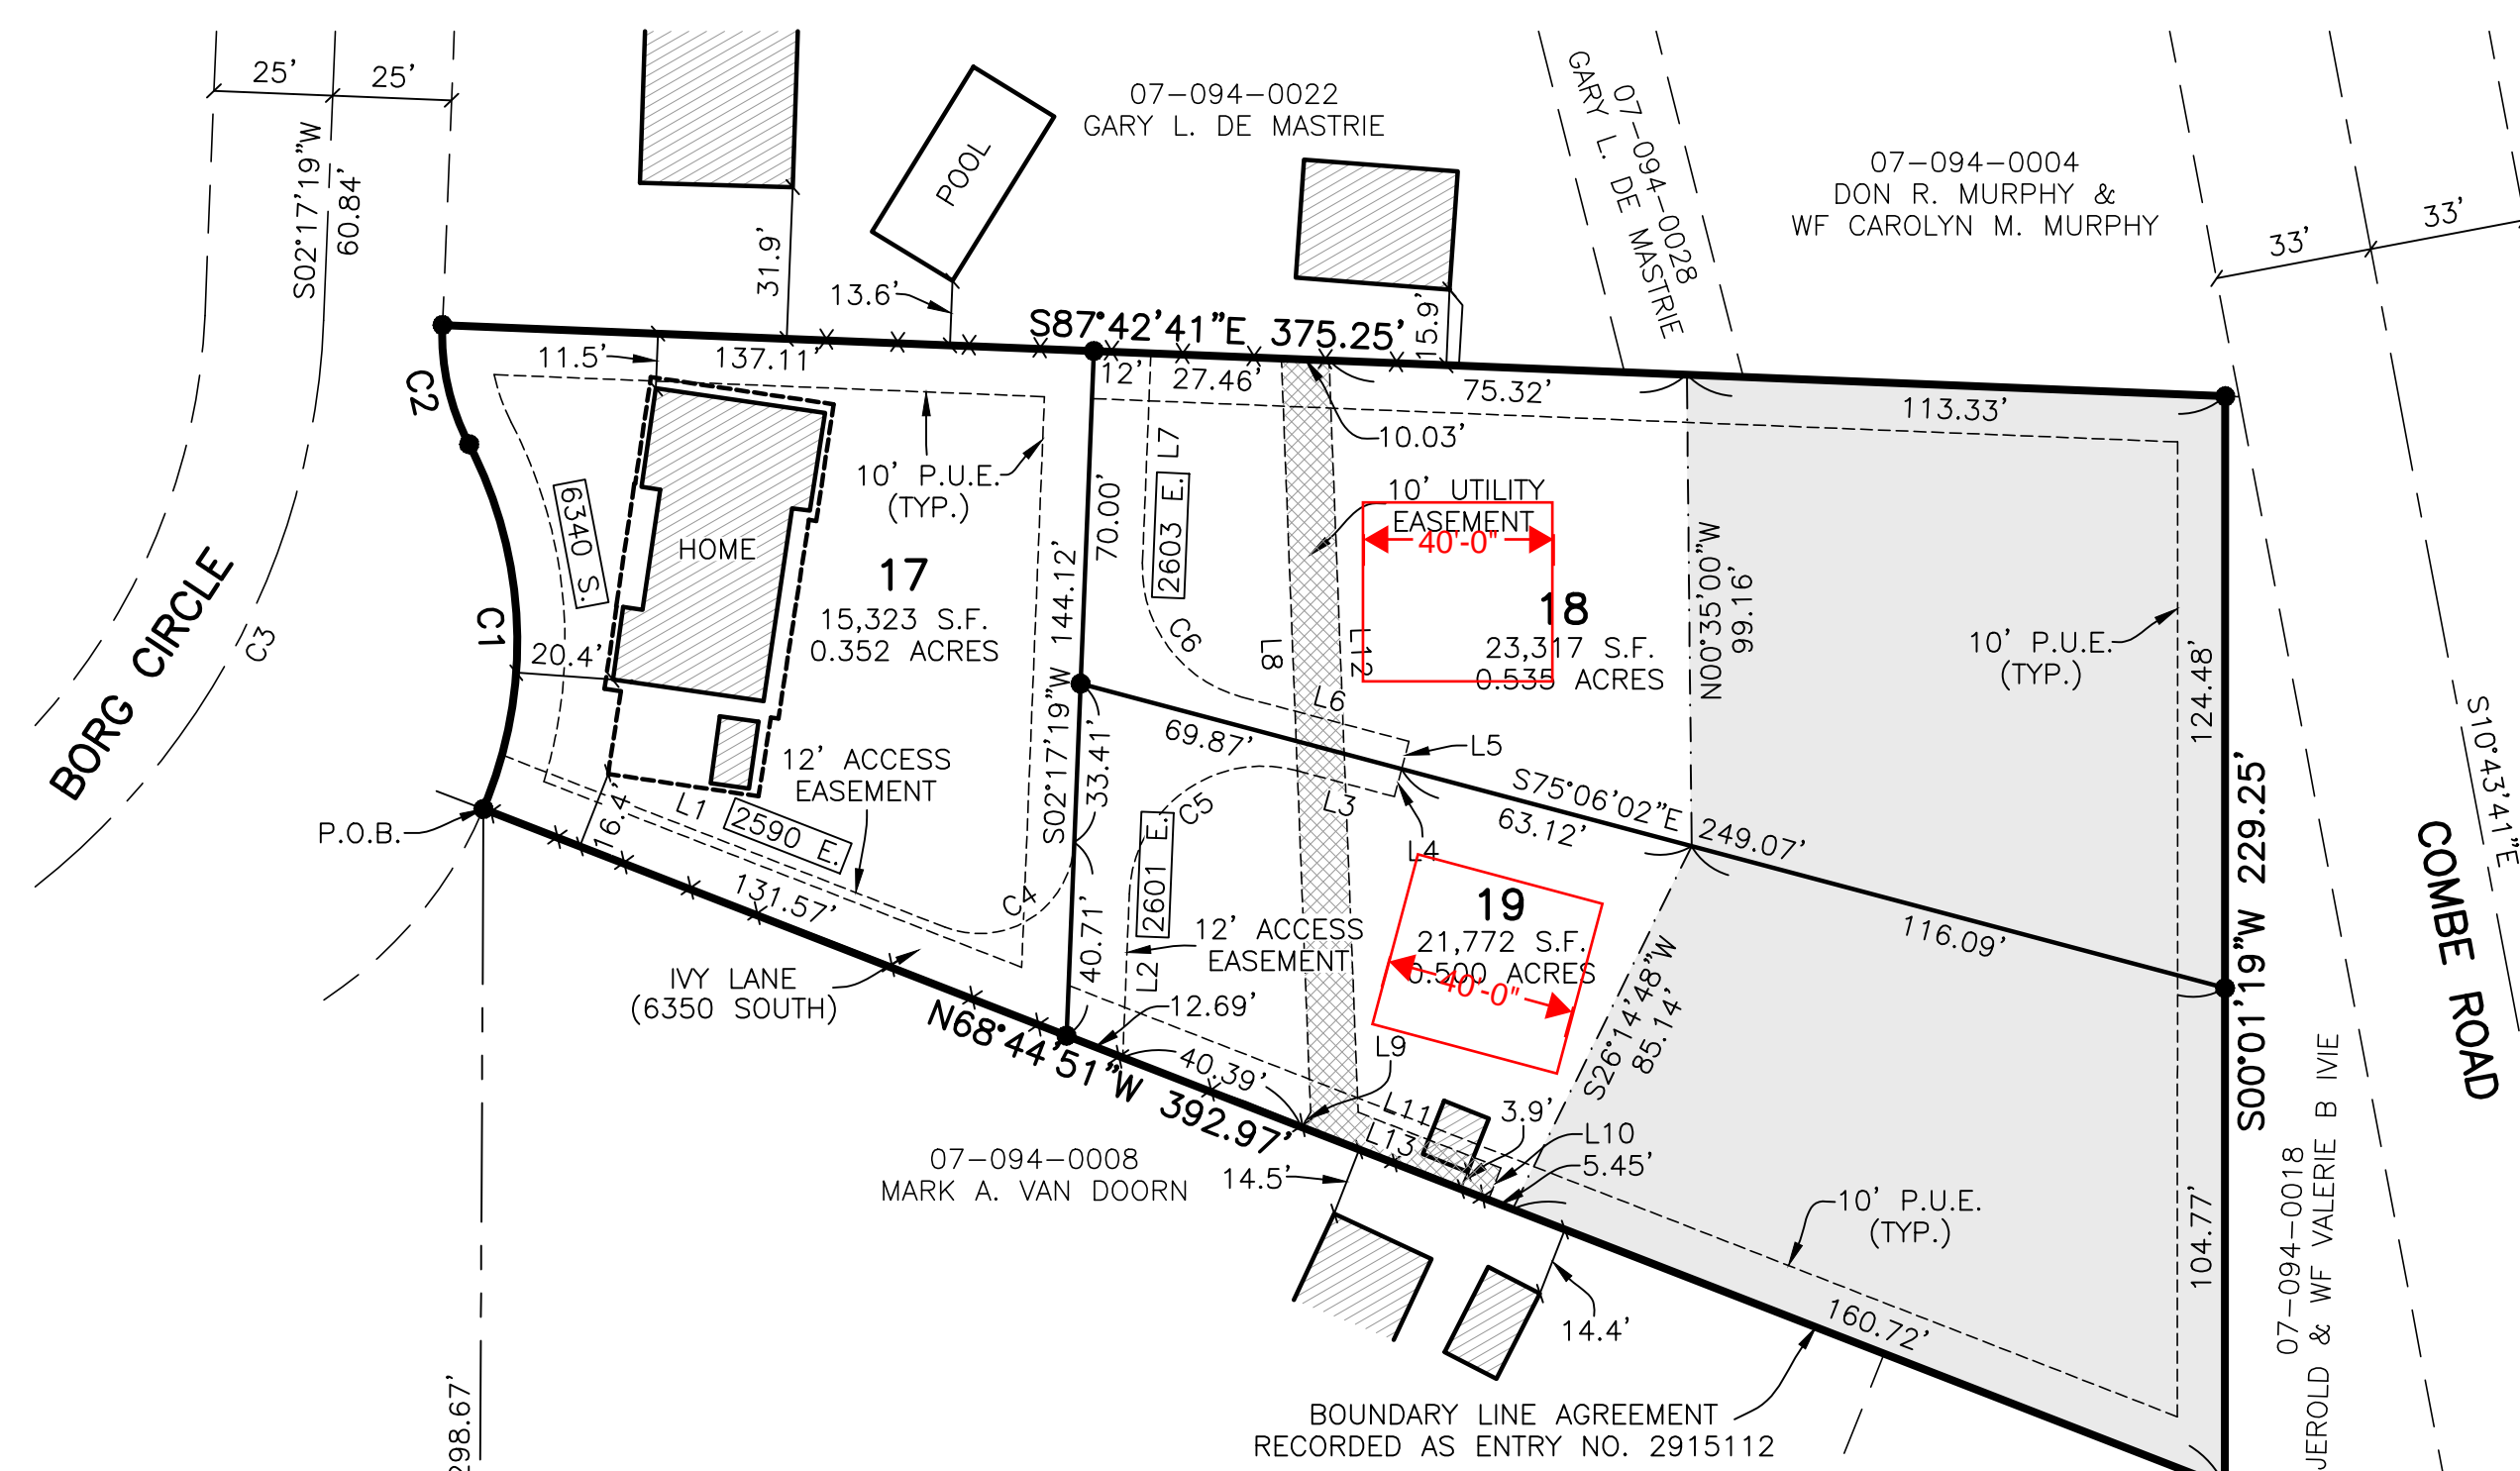 25'
25'
S02°17'19"W
60.84'
31.9'
POOL
13.6'
07-094-0022
GARY L. DE MASTRIE
07-094-0028
GARY L. DE MASTRIE
07-094-0004
DON R. MURPHY &
WF CAROLYN M. MURPHY
33'
33'
S87°42'41"E 375.25'
15.9'
11.5'
137.11'
12'
27.46'
75.32'
113.33'
10.03'
C2
10' P.U.E.
(TYP.)
L7
70.00'
2603 E.
10' UTILITY
EASEMENT
40'-0"
6340 S.
HOME
17
15,323 S.F.
0.352 ACRES
S02°17'19"W 144.12'
18
23,317 S.F.
0.535 ACRES
N00°35'00"W
99.16'
10' P.U.E.
(TYP.)
124.48'
BORG CIRCLE
C3
C1
20.4'
C6
L8
L12
L6
L5
69.87'
33.41'
12' ACCESS
EASEMENT
C5
L3
L4
S75°06'02"E
249.07'
63.12'
S10°43'41"E
COMBE ROAD
S00°01'19"W 229.25'
P.O.B.
16.4'
L1
2590 E.
131.57'
C4
2601 E.
40.71'
L2
12' ACCESS
EASEMENT
19
21,772 S.F.
0.500 ACRES
40'-0"
116.09'
S26°14'48"W
85.14'
IVY LANE
(6350 SOUTH)
N68°44'51"W 392.97'
12.69'
40.39'
L9
L11
L13
3.9'
L10
5.45'
14.5'
07-094-0008
MARK A. VAN DOORN
10' P.U.E.
(TYP.)
104.77'
07-094-0018
JEROLD & WF VALERIE B IVIE
14.4'
160.72'
BOUNDARY LINE AGREEMENT
RECORDED AS ENTRY NO. 2915112
298.67'